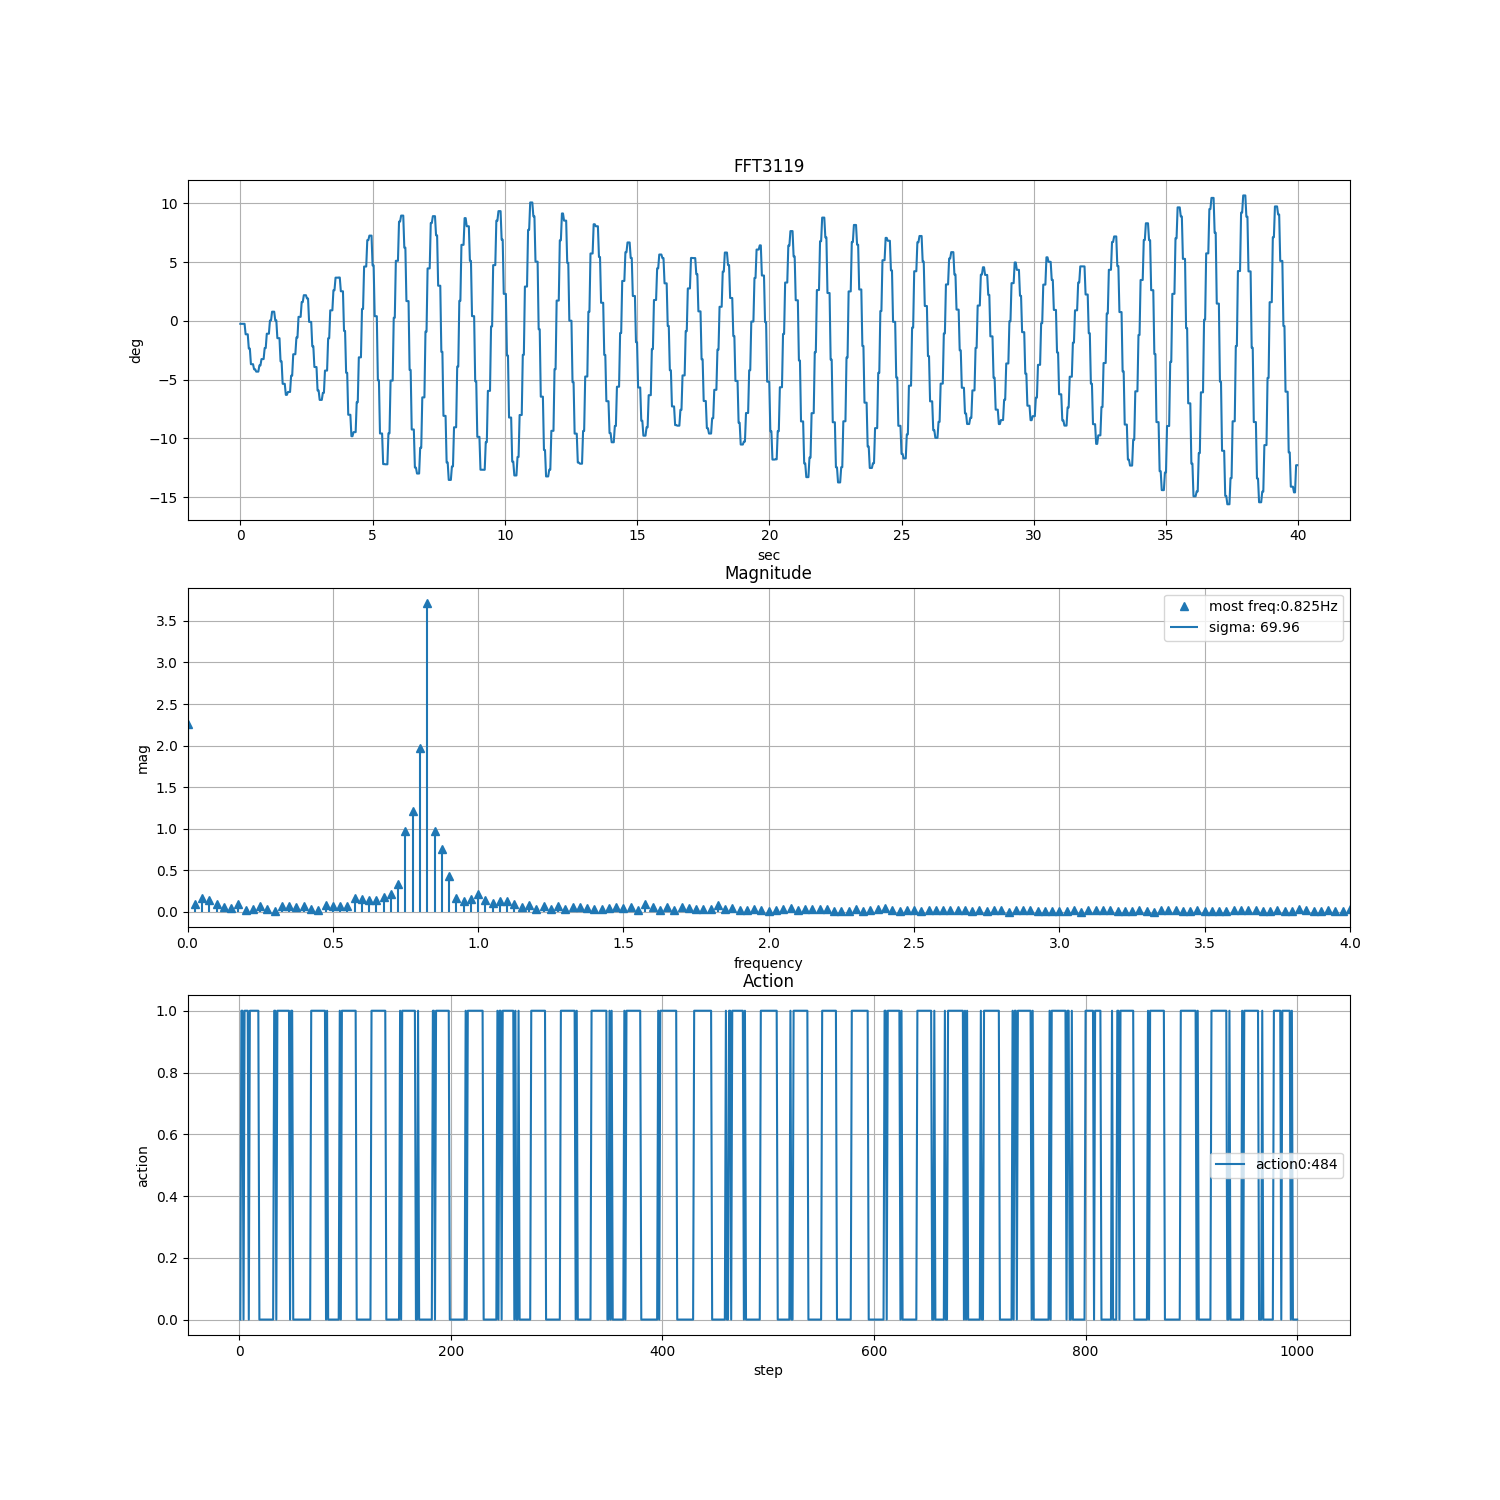 FFT3119
10
5
0
−5
−10
−15
deg
0 5 10 15 20 25 30 35 40
sec
Magnitude
most freq:0.825Hz
sigma: 69.96
3.5
3.0
2.5
2.0
1.5
1.0
0.5
0.0
mag
0.0 0.5 1.0 1.5 2.0 2.5 3.0 3.5 4.0
frequency
Action
1.0
0.8
0.6
0.4
0.2
0.0
action
action0:484
0 200 400 600 800 1000
step